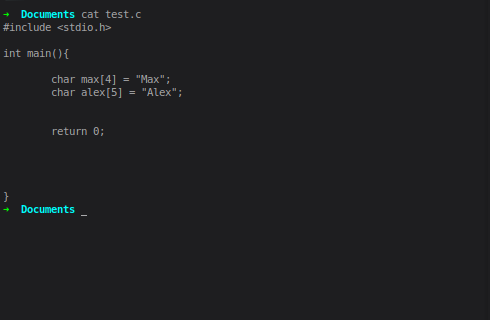 ➜  Documents cat test.c
#include <stdio.h>
int main(){
char max[4] = "Max";
char alex[5] = "Alex";
return 0;
}
➜  Documents _